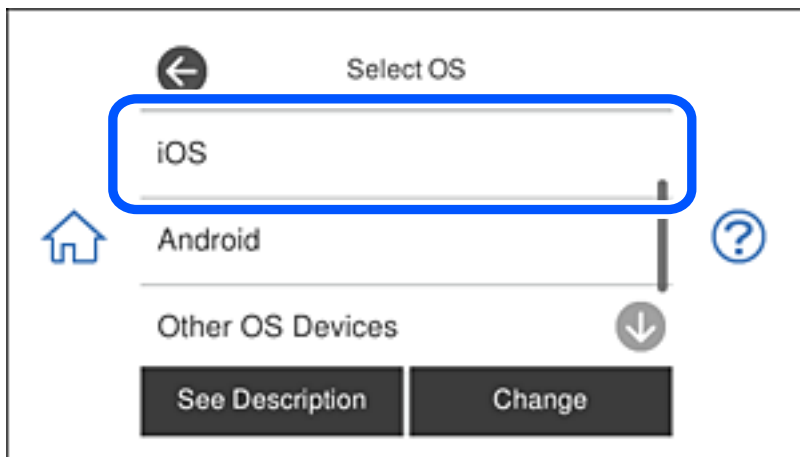 Select OS
iOS
Android
Other OS Devices
See Description
Change